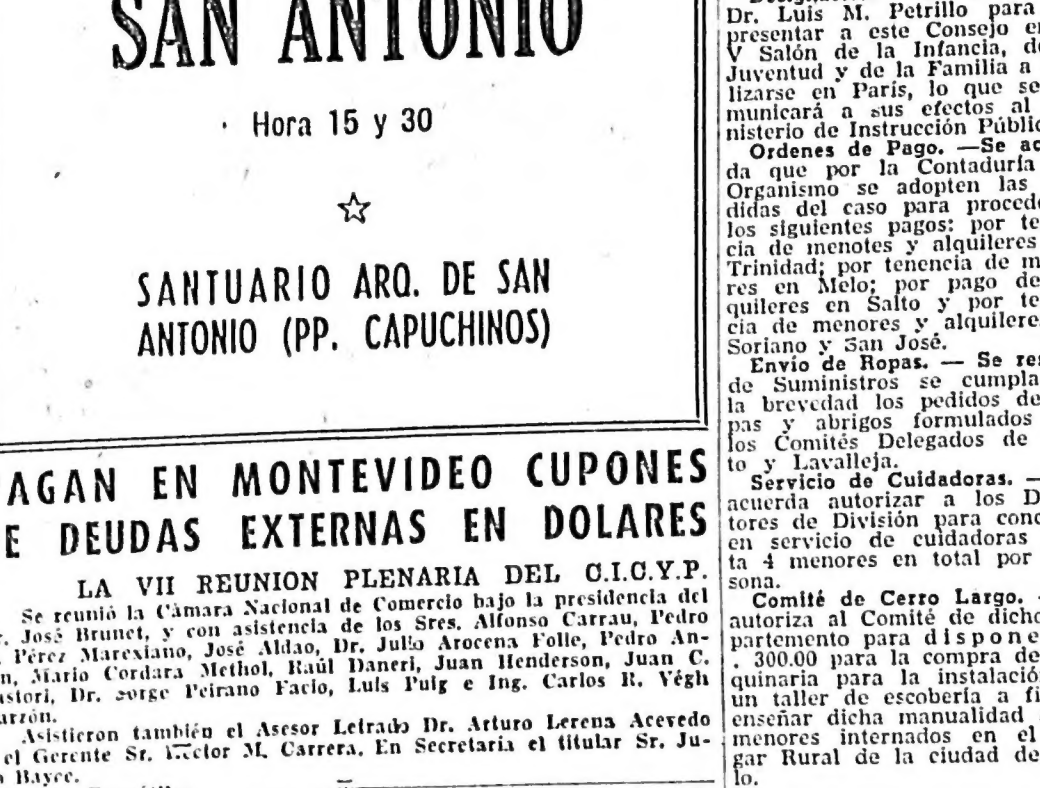 SAN ANTONIO
Hora 15 y 30
SANTUARIO ARQ. DE SAN
ANTONIO (PP. CAPUCHINOS)
AGAN EN MONTEVIDEO CUPONES
E DEUDAS EXTERNAS EN DOLARES
LA VII REUNION PLENARIA DEL C.I.C.Y.P.
Se reunió la Cámara Nacional de Comercio bajo la presidencia del
r. José Brunet, y con asistencia de los Sres. Alfonso Carrau, Pedro
. Pérez Marexiano, José Aldao, Dr. Julio Arocena Folle, Pedro An-
n, Mario Cordara Methol, Raúl Daneri, Juan Henderson, Juan C.
astori, Dr. Jorge Peirano Facio, Luis Puig e Ing. Carlos R. Végh
arzón.
Asistieron también el Asesor Letrado Dr. Arturo Lerena Acevedo
el Gerente Sr. Héctor M. Carrera. En Secretaria el titular Sr. Ju-
Bayce.
Dr. Luis M. Petrillo para
presentar a este Consejo en
V Salón de la Infancia, de
Juventud y de la Familia a
lizarse en París, lo que se
municará a sus efectos al
nisterio de Instrucción Públic
Ordenes de Pago. —Se ac
da que por la Contaduría
Organismo se adopten las
didas del caso para procede
los siguientes pagos: por te
cia de menotes y alquileres
Trinidad; por tenencia de m
res en Melo; por pago de
quileres en Salto y por te
cia de menores y alquilere
Soriano y San José.
Envío de Ropas. — Se res
de Suministros se cumpla
la brevedad los pedidos de
pas y abrigos formulados
los Comités Delegados de
to y Lavalleja.
Servicio de Cuidadoras. —
acuerda autorizar a los D
tores de División para conc
en servicio de cuidadoras
ta 4 menores en total por
sona.
Comité de Cerro Largo. -
autoriza al Comité de dicho
partemento para dispone
. 300.00 para la compra de
quinaria para la instalación
un taller de escobería a fi
enseñar dicha manualidad
menores internados en el
gar Rural de la ciudad de
lo.